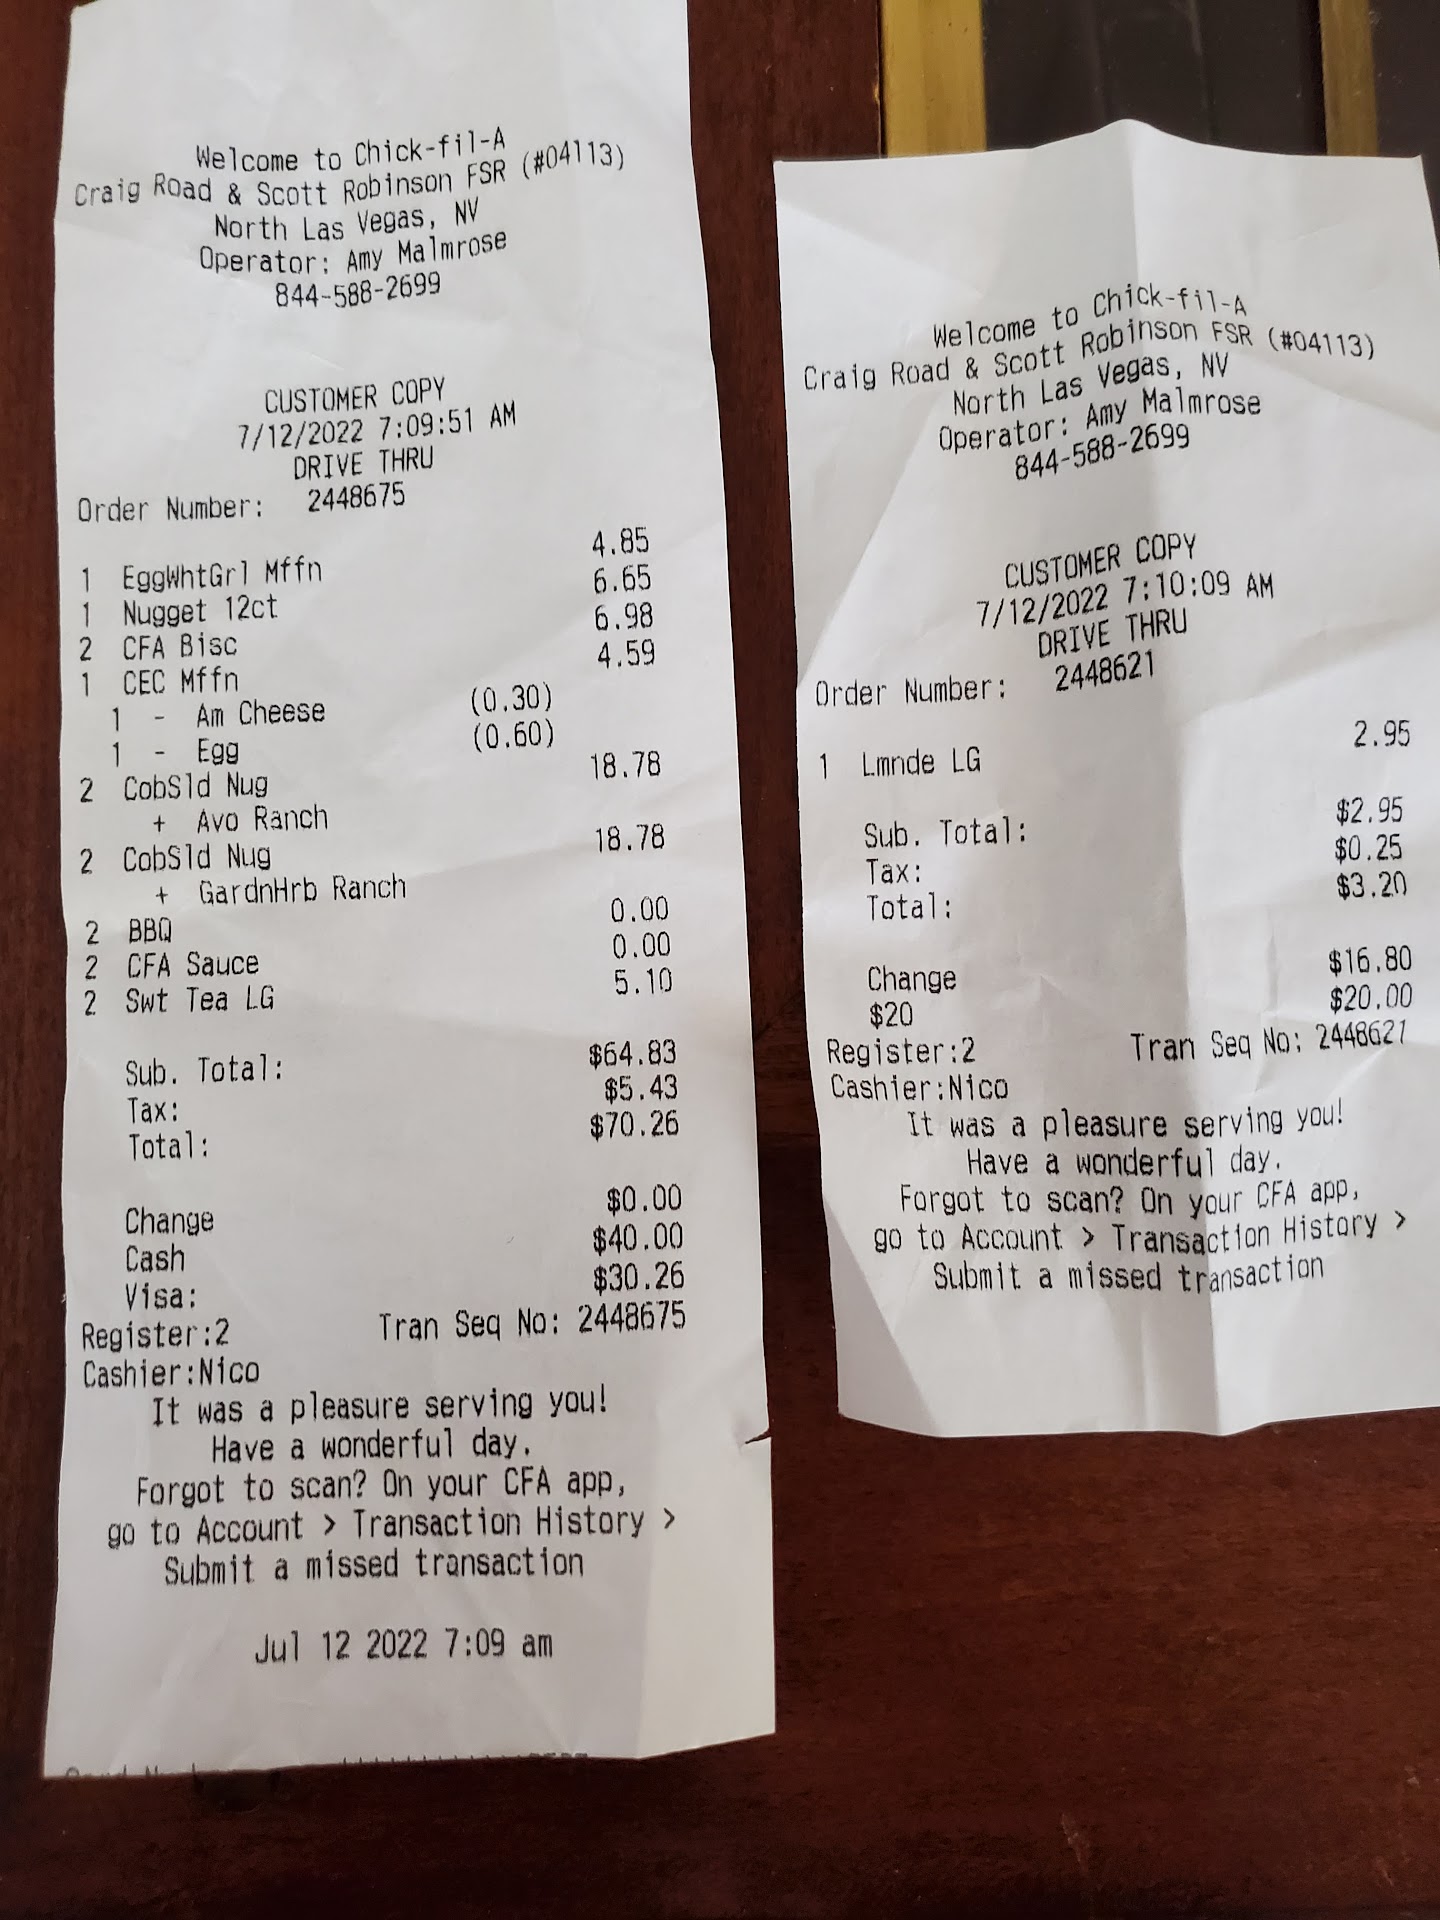 Welcome to Chick-fil-A
Craig Road & Scott Robinson FSR (#04113)
North Las Vegas, NV
Operator: Amy Malmrose
844-588-2699
CUSTOMER COPY
7/12/2022 7:09:51 AM
DRIVE THRU
Order Number: 2448675
1 EggWhtGrl Mffn 4.85
1 Nugget 12ct 6.65
2 CFA Bisc 6.98
1 CEC Mffn 4.59
1 - Am Cheese (0.30)
1 - Egg (0.60)
2 CobSld Nug 18.78
+ Avo Ranch
2 CobSld Nug 18.78
+ GardnHrb Ranch
2 BBQ 0.00
2 CFA Sauce 0.00
2 Swt Tea LG 5.10
Sub. Total: $64.83
Tax: $5.43
Total: $70.26
Change $0.00
Cash $40.00
Visa: $30.26
Register:2 Tran Seq No: 2448675
Cashier:Nico
It was a pleasure serving you!
Have a wonderful day.
Forgot to scan? On your CFA app,
go to Account > Transaction History >
Submit a missed transaction
Jul 12 2022 7:09 am
Welcome to Chick-fil-A
Craig Road & Scott Robinson FSR (#04113)
North Las Vegas, NV
Operator: Amy Malmrose
844-588-2699
CUSTOMER COPY
7/12/2022 7:10:09 AM
DRIVE THRU
Order Number: 2448621
1 Lmnde LG 2.95
Sub. Total: $2.95
Tax: $0.25
Total: $3.20
Change $16.80
$20 $20.00
Register:2 Tran Seq No: 2448621
Cashier:Nico
It was a pleasure serving you!
Have a wonderful day.
Forgot to scan? On your CFA app,
go to Account > Transaction History >
Submit a missed transaction